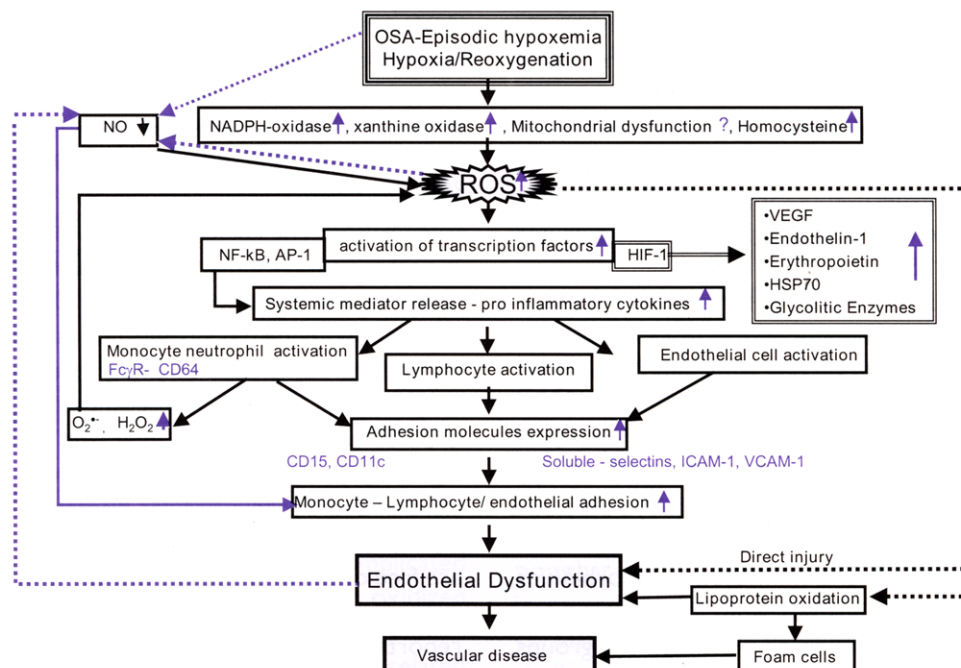 OSA-Episodic hypoxemia
Hypoxia/Reoxygenation
NO
NADPH-oxidase , xanthine oxidase , Mitochondrial dysfunction ?, Homocysteine
ROS
•VEGF
•Endothelin-1
•Erythropoietin
•HSP70
•Glycolitic Enzymes
NF-kB, AP-1
activation of transcription factors
HIF-1
Systemic mediator release - pro inflammatory cytokines
Monocyte neutrophil activation
FcγR- CD64
Lymphocyte activation
Endothelial cell activation
O₂•-, H₂O₂
Adhesion molecules expression
CD15, CD11c
Soluble - selectins, ICAM-1, VCAM-1
Monocyte – Lymphocyte/ endothelial adhesion
Direct injury
Endothelial Dysfunction
Lipoprotein oxidation
Vascular disease
Foam cells